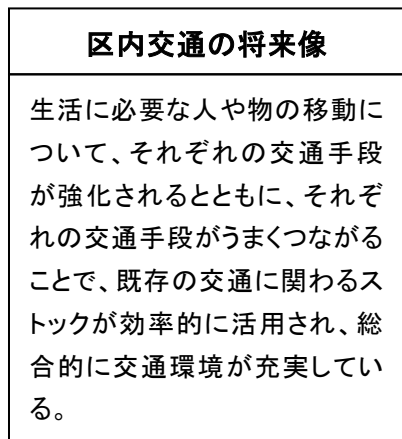 区内交通の将来像
生活に必要な人や物の移動に
ついて、それぞれの交通手段
が強化されるとともに、それぞ
れの交通手段がうまくつながる
ことで、既存の交通に関わるス
トックが効率的に活用され、総
合的に交通環境が充実してい
る。